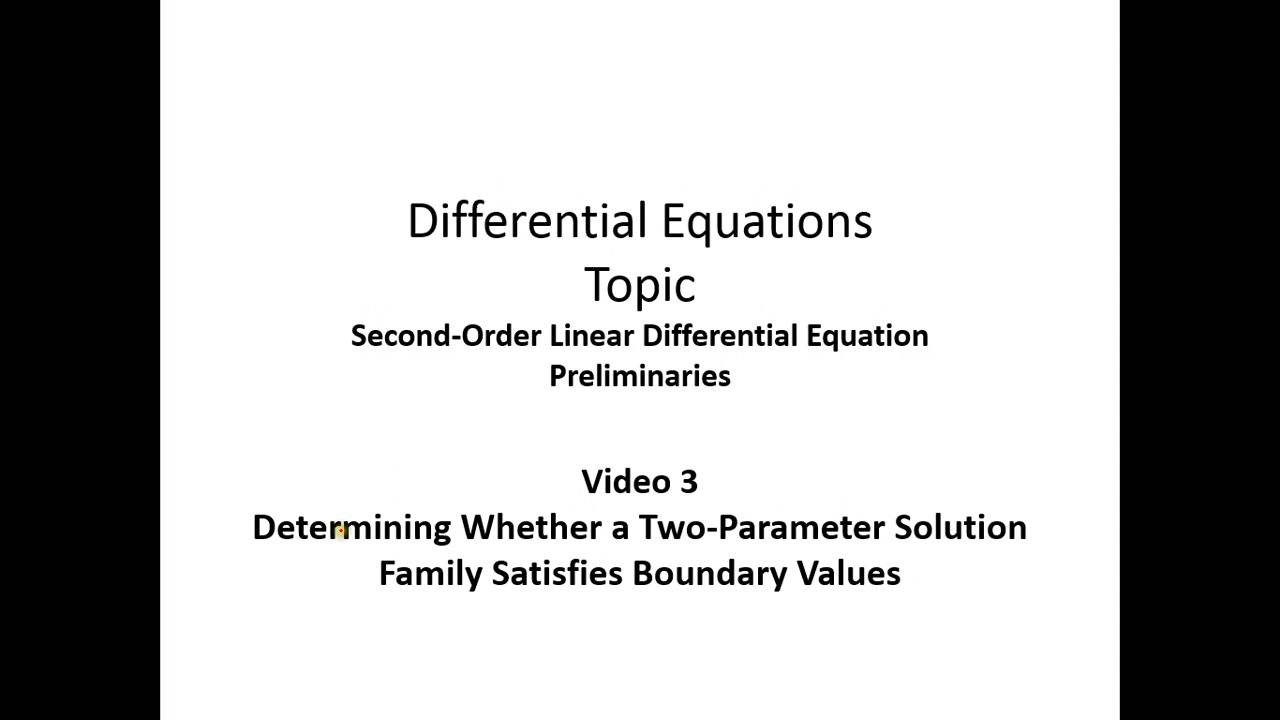 Differential Equations
Topic
Second-Order Linear Differential Equation
Preliminaries
Video 3
Determining Whether a Two-Parameter Solution
Family Satisfies Boundary Values